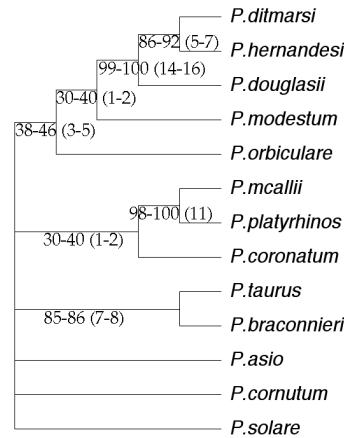 P.ditmarsi
86-92 (5-7)
P.hernandesi
99-100 (14-16)
P.douglasii
30-40 (1-2)
P.modestum
38-46 (3-5)
P.orbiculare
P.mcallii
98-100 (11)
P.platyrhinos
30-40 (1-2)
P.coronatum
P.taurus
85-86 (7-8)
P.braconnieri
P.asio
P.cornutum
P.solare